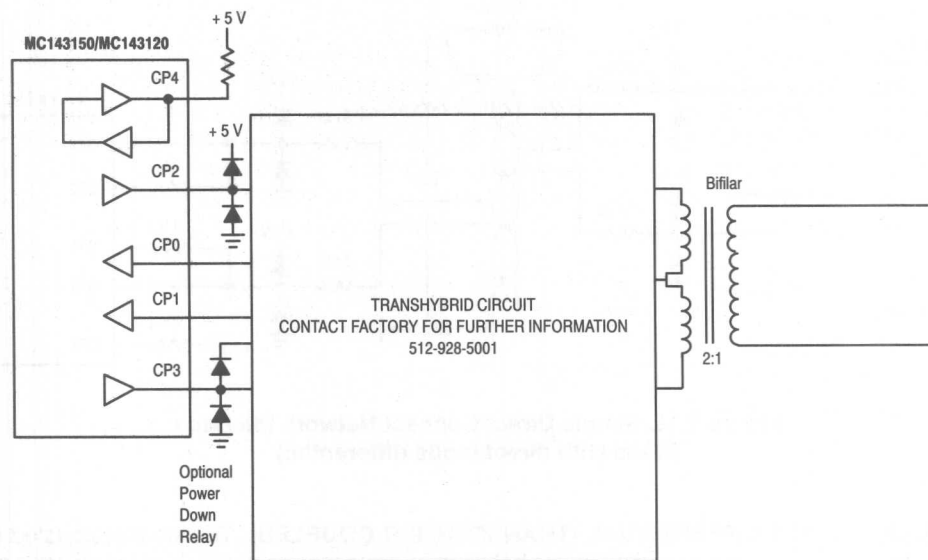 + 5 V
MC143150/MC143120
CP4
+ 5 V
CP2
Bifilar
CP0
TRANSHYBRID CIRCUIT
CP1
CONTACT FACTORY FOR FURTHER INFORMATION
512-928-5001
2:1
CP3
Optional
Power
Down
Relay